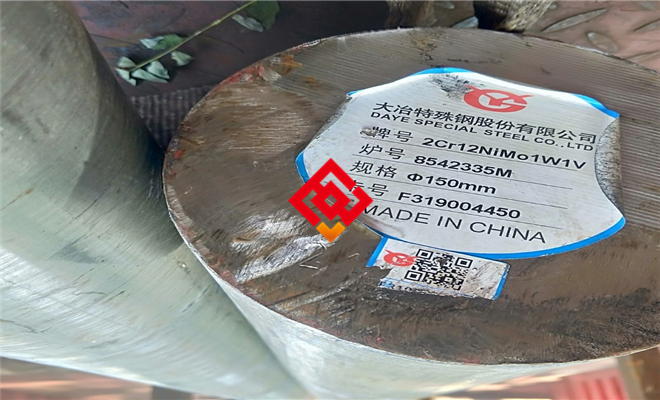 大冶特殊钢股份有限公司
DAYE SPECIAL STEEL CO.,LTD
牌号 2Cr12NiMo1W1V
炉号 8542335M
规格 Φ150mm
号 F319004450
MADE IN CHINA